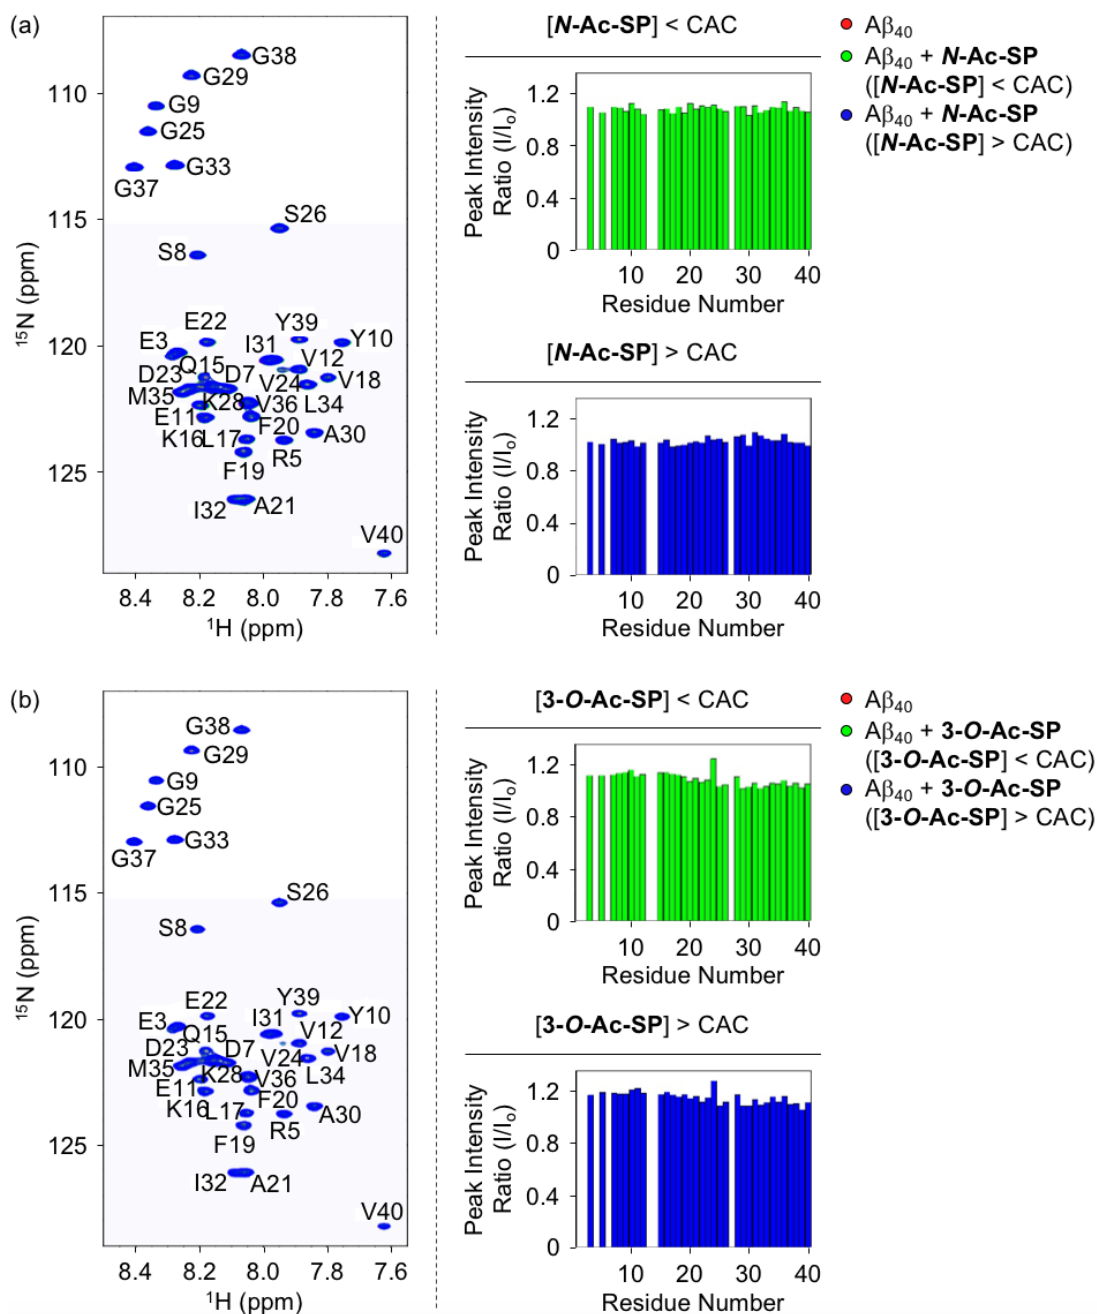 (a)
[N-Ac-SP] < CAC
Aβ40
Aβ40 + N-Ac-SP
([N-Ac-SP] < CAC)
Aβ40 + N-Ac-SP
([N-Ac-SP] > CAC)
G38
G29
G9
G25
G33
G37
S26
S8
E22
Y39
Y10
E3
I31
Q15
V12
D23
D7
V24
V18
M35
K28
V36
L34
E11
F20
A30
K16
L17
R5
F19
I32
A21
V40
110
115
120
125
15N (ppm)
8.4 8.2 8.0 7.8 7.6
1H (ppm)
Peak Intensity
Ratio (I/Io)
1.2
0.8
0.4
0
10 20 30 40
Residue Number
[N-Ac-SP] > CAC
Peak Intensity
Ratio (I/Io)
1.2
0.8
0.4
0
10 20 30 40
Residue Number
(b)
[3-O-Ac-SP] < CAC
Aβ40
Aβ40 + 3-O-Ac-SP
([3-O-Ac-SP] < CAC)
Aβ40 + 3-O-Ac-SP
([3-O-Ac-SP] > CAC)
G38
G29
G9
G25
G33
G37
S26
S8
E22
Y39
Y10
E3
I31
Q15
V12
D23
D7
V24
V18
M35
K28
V36
L34
E11
F20
A30
K16
L17
R5
F19
I32
A21
V40
110
115
120
125
15N (ppm)
8.4 8.2 8.0 7.8 7.6
1H (ppm)
Peak Intensity
Ratio (I/Io)
1.2
0.8
0.4
0
10 20 30 40
Residue Number
[3-O-Ac-SP] > CAC
Peak Intensity
Ratio (I/Io)
1.2
0.8
0.4
0
10 20 30 40
Residue Number